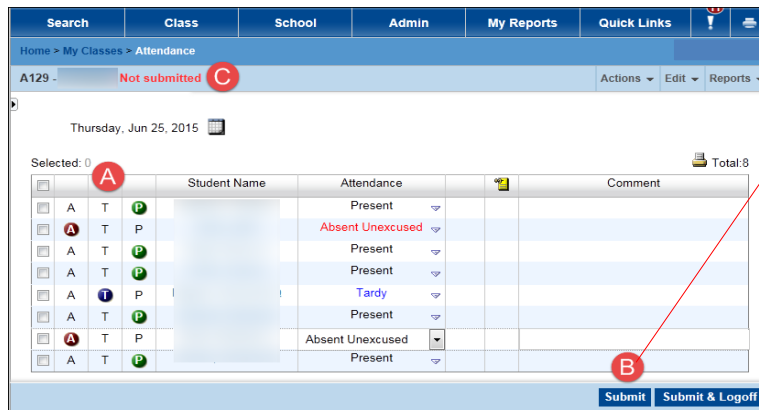 Search Class School Admin My Reports Quick Links
Home > My Classes > Attendance
A129 - Not submitted C Actions Edit Reports
Thursday, Jun 25, 2015
Selected: 0 A Total:8
Student Name Attendance Comment
A T P Present
A T P Absent Unexcused
A T P Present
A T P Present
A T P Tardy
A T P Present
A T P Absent Unexcused
A T P Present
B
Submit Submit & Logoff